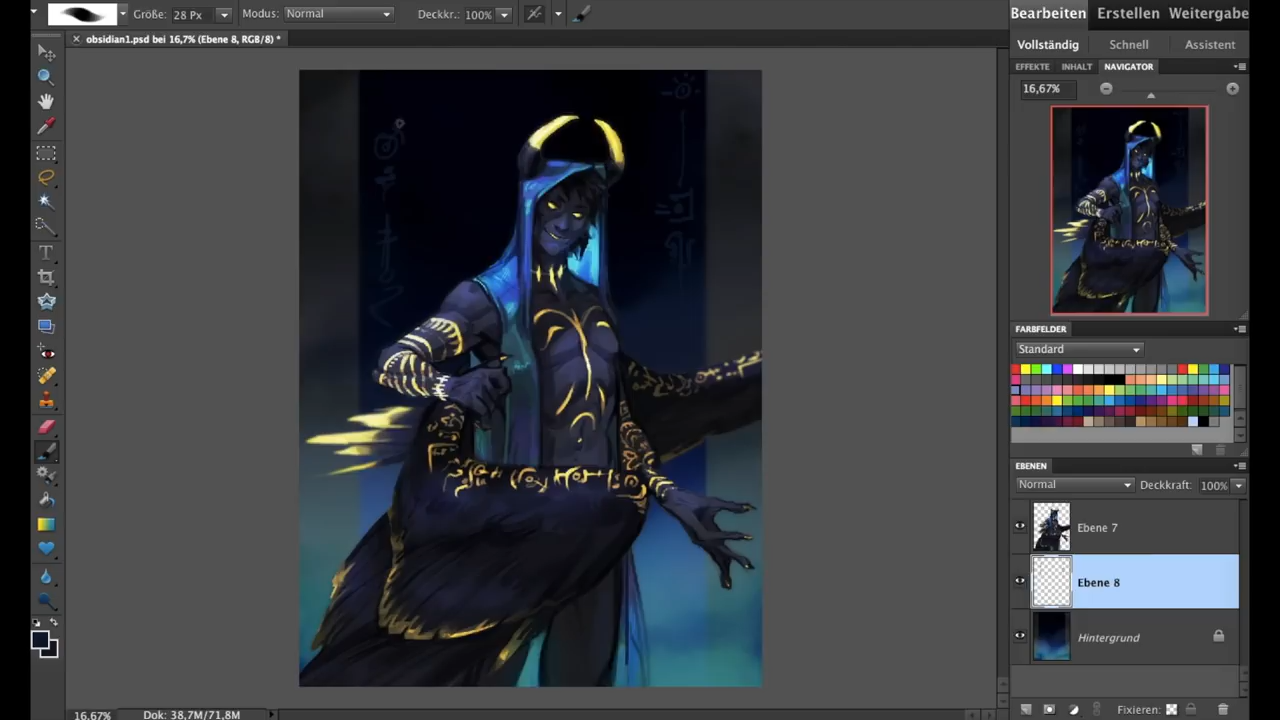 Größe: 28 Px Modus: Normal Deckkr.: 100%
Bearbeiten Erstellen Weitergabe
obsidian1.psd bei 16,7% (Ebene 8, RGB/8) *
Vollständig Schnell Assistent
EFFEKTE INHALT NAVIGATOR
16,67%
FARBFELDER
Standard
EBENEN
Normal Deckkraft: 100%
Ebene 7
Ebene 8
Hintergrund
Fixieren:
16,67% Dok: 38,7M/71,8M